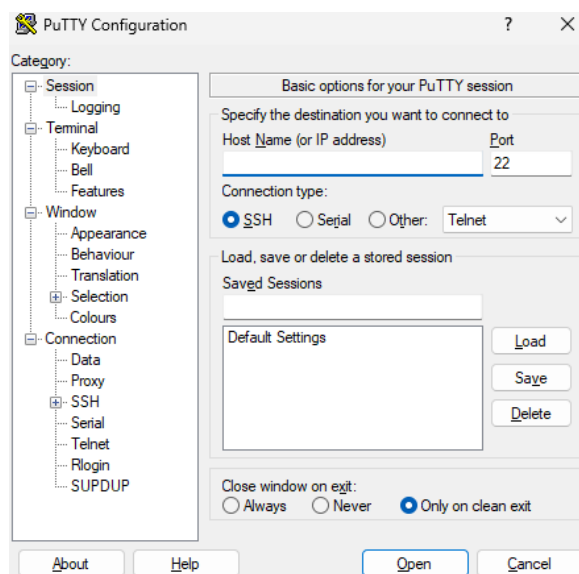 PuTTY Configuration ? ×
Category:
Session
Logging
Terminal
Keyboard
Bell
Features
Window
Appearance
Behaviour
Translation
Selection
Colours
Connection
Data
Proxy
SSH
Serial
Telnet
Rlogin
SUPDUP
Basic options for your PuTTY session
Specify the destination you want to connect to
Host Name (or IP address) Port
22
Connection type:
SSH Serial Other: Telnet
Load, save or delete a stored session
Saved Sessions
Default Settings
Load
Save
Delete
Close window on exit:
Always Never Only on clean exit
About Help Open Cancel